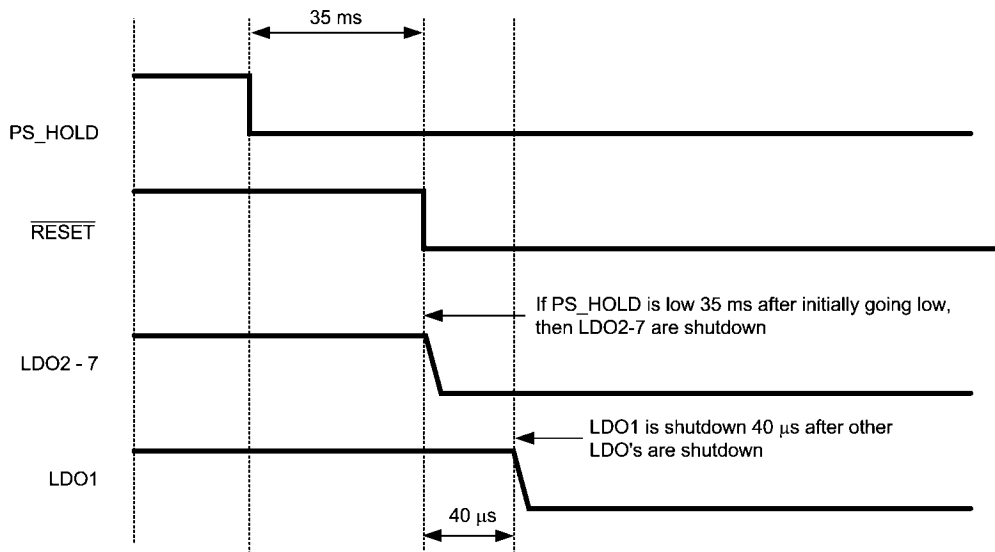 35 ms
PS_HOLD
RESET
If PS_HOLD is low 35 ms after initially going low,
then LDO2-7 are shutdown
LDO2 - 7
LDO1 is shutdown 40 μs after other
LDO's are shutdown
LDO1
40 μs